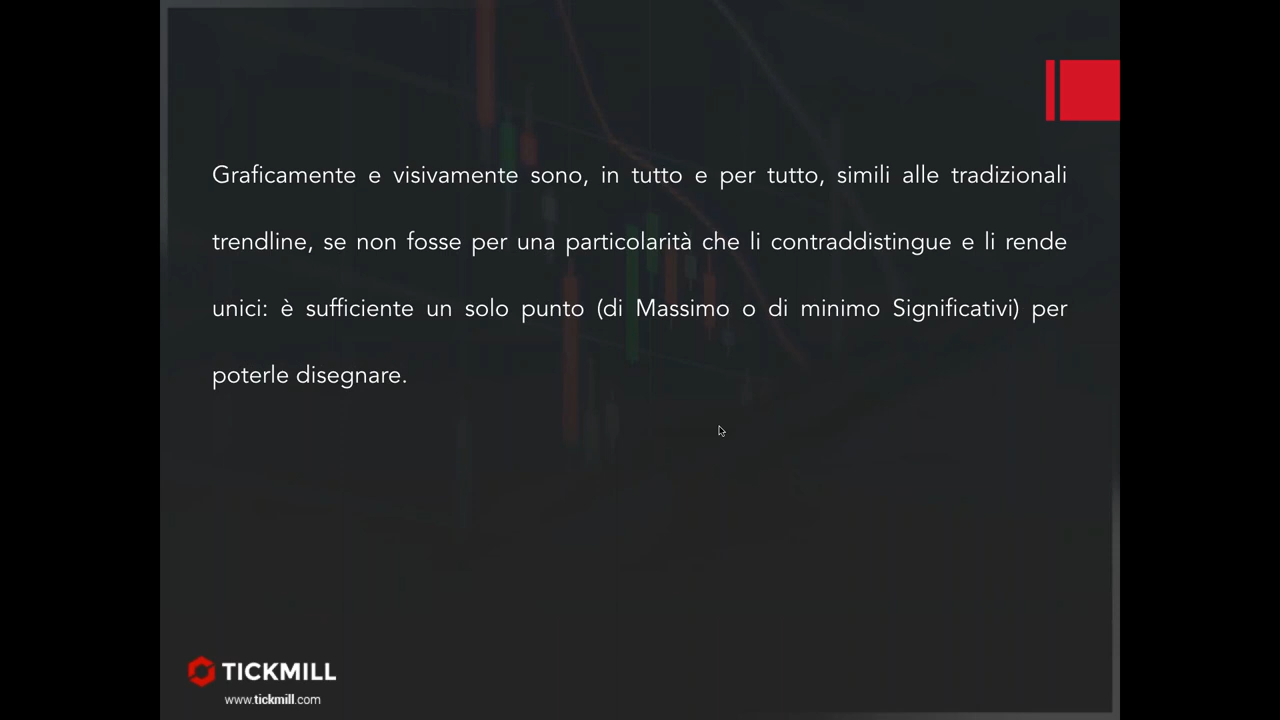 Graficamente e visivamente sono, in tutto e per tutto, simili alle tradizionali
trendline, se non fosse per una particolarità che li contraddistingue e li rende
unici: è sufficiente un solo punto (di Massimo o di minimo Significativi) per
poterle disegnare.
TICKMILL
www.tickmill.com